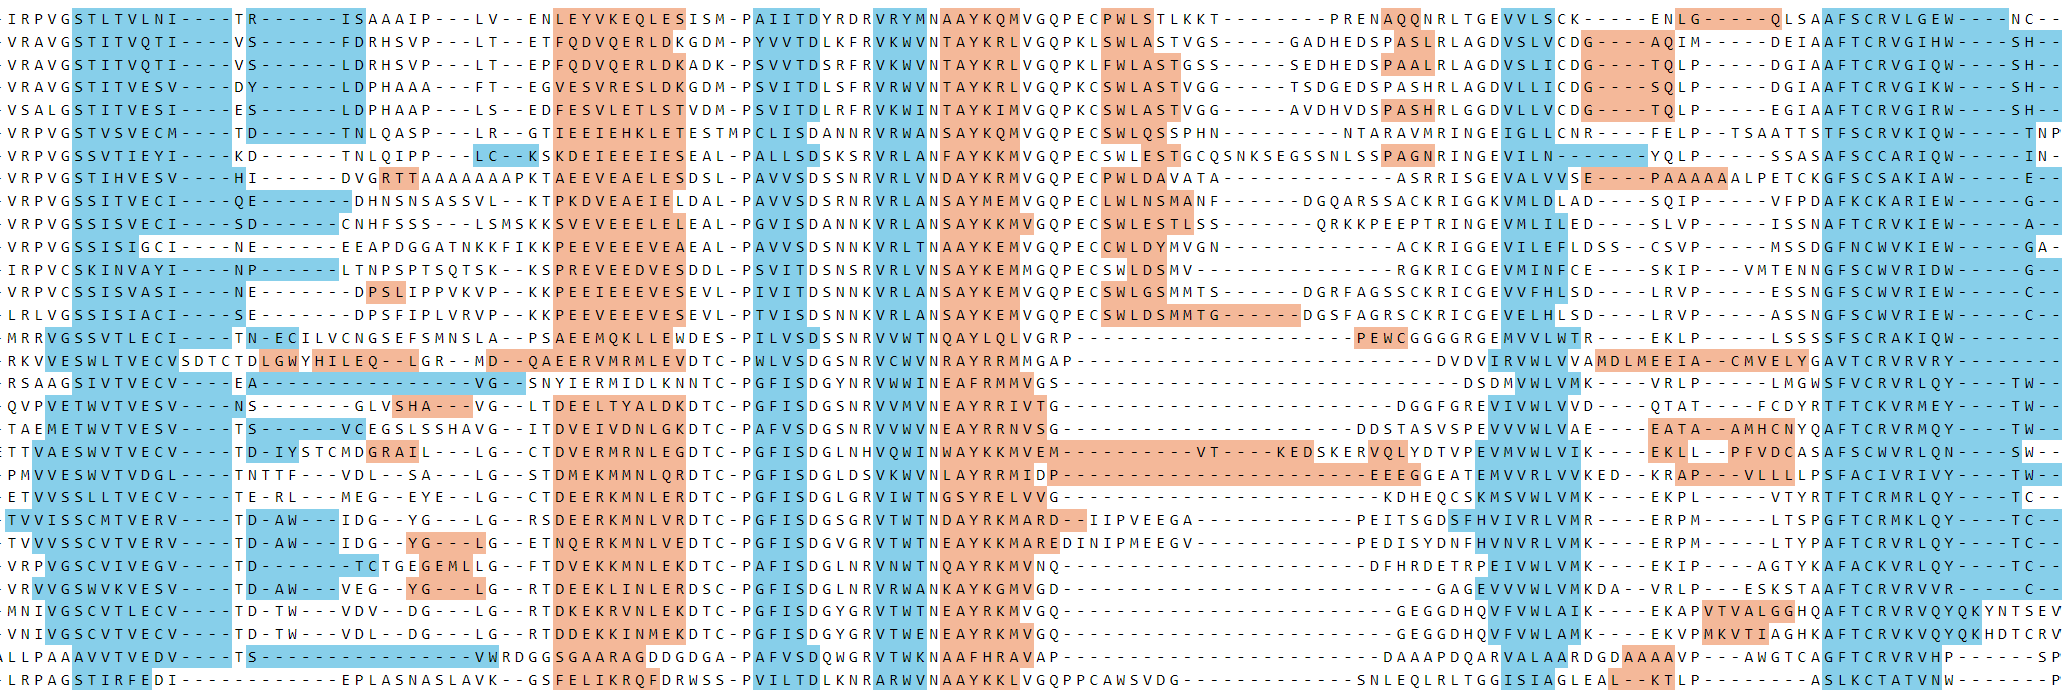 -IRPVGSTLTVLNI----TR------ISAAAIP---LV--ENLEYVKEQLESISM-PAIITDYRDRVRYMNAAYKQMVGQPECPWLSTLKKT------PRENAQQNRLTGEVVLSCK-----ENLG-----QLSAAFSCRVLGEW----NC--
-VRAVGSTITVQTI----VS------FDRHSVP---LT--ETFQDVQERLDKGDM-PYVVTDLKFRVKWVNTAYKRLVGQPKLSWLASTVGS-----GADHEDSPASLRLAGDVSLVCDG----AQIM-----DEIAAFTCRVGIHW----SH--
-VRAVGSTITVQTI----VS------LDRHSVP---LT--EPFQDVQERLDKADK-PSVVTDSRFRVKWVNTAYKRLVGQPKLFWLASTGSS-----SEDHEDSPAALRLAGDVSLICDG----TQLP-----DGIAAFTCRVGIQW----SH--
-VRAVGSTITVESV----DY------LDPHAAA---FT--EGVESVRESLDKGDM-PSVITDLSFRVKWVNTAYKRLVGQPKCSWLASTVGG-----TSDGEDSPASHRLAGDVLLICDG----SQLP-----DGIAAFTCRVGIKW----SH--
-VSALGSTITVESI----ES------LDPHAAP---LS--EDFESVLETLSTVDM-PSVITDLRFRVKWINTAYKIMVGQPKCSWLASTVGG-----AVDHVDSPASHRLGGDVLLVCDG----TQLP-----EGIAAFTCRVGIRW----SH--
-VRPVGSTVSVECM----TD------TNLQASP---LR--GTIEEIEHKLETESTMPCLISDANNRVRWANSAYKQMVGQPECSWLQSSPHN---------NTARAVMRINGEIGLLCNR----FELP--TSAATTSTFSCRVKIQW----TNP
-VRPVGSSVTIEYI----KD------TNLQIPP---LC--KSKDEIEEEIESEAL-PALLSDSKSRVRLANFAYKKMVGQPECSWLESTGCQSNKSEGSSNLSSPAGNRINGEVILN-------YQLP-----SSASAFSCCARIQW----IN-
-VRPVGSTIHVESV----HI------DVGRTTAAAAAAAPKTAEEVEAELESDSL-PAVVSDSSNRVRLVNDAYKRMVGQPECPWLDAVATA-------------ASRRISGEVALVVSE----PAAAAAALPETCKGFSCSAKIAW----E--
-VRPVGSSITVECI----QE-------DHNSNSASSVL--KTPKDVEAEIELDAL-PAVVSDSRNRVRLANSAYMEMVGQPECLWLNSMANF------DGQARSSACKRIGGKVMLDLAD----SQIP-----VFPDAFKCKARIEW----G--
-VRPVGSSISVECI----SD------CNHFSSS---LSMSKKSVEVEEELELEAL-PGVISDANNKVRLANSAYKKMVGQPECSWLESTLSS-------QRKKPEEPTRINGEVMLILED----SLVP-----ISSNAFTCRVKIEW----A--
-VRPVGSSISIGCI----NE------EEAPDGGATNKKFIKKPEEVEEEVEAEAL-PAVVSDSNNKVRLTNAAYKEMVGQPECCWLDYMVGN-------------ACKRIGGEVILEFLDSS--CSVP-----MSSDGFNCWVKIEW----GA-
-IRPVCSKINVAYI----NP-------LTNPSPTSQTSK--KSPREVEEDVESDDL-PSVITDSNSRVRLVNSAYKEMMGQPECSWLDSMV---------------RGKRICGEVMINFCE----SKIP----VMTENNGFSCWVRIDW----G--
-VRPVCSSISVASI----NE-------DPSLIPPVKVP--KKPEEIEEEVESEVL-PIVITDSNNKVRLANSAYKEMVGQPECSWLGSMMTS------DGRFAGSSCKRICGEVVFHLSD----LRVP-----ESSNGFSCWVRIEW----C--
-LRLVGSSISIACI----SE-------DPSFIPLVRVP--KKPEEVEEEVESEVL-PTVISDSNNKVRLANSAYKEMVGQPECSWLDSMMTG------DGSFAGRSCKRICGEVELHLSD----LRVP-----ASSNGFSCWVRIEW----C--
-MRRVGSSVTLECI----TN-ECILVCNGSEFSMNSLA--PSAEEMQKLLEWDES-PILVSDSSNRVVWTNQAYLQLVGRP----------------------PEWCGGGGRGEMVVLWTR----EKLP-----SFSSSFSCRAKIQW----
-RKVVESWLTVECVSDTCTDLGWYHILEQ--LGR--MD--QAEERVMRMLEVDTC-PWLVSDGSNRVCWVNRAYRRMMGAP----------------------------DVDVIRVWLVVAMDLMEEIA--CMVELYGAVTCRVRVRY----
-RSAAGSIVTVECV----EA-----------------VG--SNYIERMIDLKNNTC-PGFISDGYNRVWWINEAFRMMVGS-------------------------------DSDMVWLVMK----VRLP-----LMGWSFVCRVRLQY----TW--
-QVPVETWVTVESV----NS-------GLVSHA---VG--LTDEELTYALDKDTC-PGFISDGSNRVVMVNEAYRRIVTG--------------------------DGGFGREVIVWLVVD----QTAT----FCDYRTFTCKVRMEY----TW--
-TAEMETWVTVESV----TS------VCEGSLSSHAVG--ITDVEIVDNLGKDTC-PAFVSDGSNRVVWVNEAYRRNVSG-----------------------DDSTASVSPEVVVWLVAE----EATA--AMHCNYQAFTCRVRMQY----TW--
ETTVAESWVTVECV----TD-IYSTCMDGRAIL---LG--CTDVERMRNLEGDTC-PGFISDGLNHVQWINWAYKKMVEM----------VT----KEDSKERVQLYDTVPEVMVWLVIK----EKLL--PFVDCASAFSCWVRLQN----SW--
-PMVVESWVTVDGL----TNTTF---VDL--SA---LG--STDMEKMMNLQRDTC-PGFISDGLDSVKWVNLAYRRMIDP------------------------EEEGGEATEMVVRLVVKED--KRAP---VLLLLPSFACIVRIVY----TW--
-ETVVSSLLTVECV----TE-RL---MEG--EYE--LG--CTDEERKMNLERDTC-PGFISDGLGRVIWTNGSYRELVVG-------------------------KDHEQCSKMSVWLVMK----EKPL-----VTYRTFTCRMRLQY----TC--
-TVVISSCMTVERV----TD-AW---IDG--YG---LG--RSDEERKMNLVRDTC-PGFISDGSGRVTWTNDAYRKMARD--IIPVEEGA------------PEITSGDSFHVIVRLVMR----ERPM-----LTSPGFTCRMKLQY----TC--
-TVVVSSCVTVERV----TD-AW---IDG--YG---LG--ETNQERKMNLVEDTC-PGFISDGVGRVTWTNEAYKKMAREDINIPMEEGV------------PEDISYDNFHVNVRLVMK----ERPM-----LTYPAFTCRVRLQY----TC--
-VRPVGSCVIVEGV----TD-------TCTGEGEMLLG--FTDVEKKMNLEKDTC-PGFISDGLNRVNWTNQAYRKMVNQ-----------------------DFHRDETRPEIVWLVMK----EKIP----AGTYKAFACKVRLQY----TC--
-VRVVGSWVKVESV----TD-AW---VEG--YG---LG--RTDEEKLINLERDSC-PGFISDGLNRVRWANKAYKGMVGD-------------------------------GAGEVVVWLVMKDA--VRLP---ESKSTAAFTCRVRVVR----C--
-MNIVGSCVTLECV----TD-TW---VDV--DG---LG--RTDKEKRVNLEKDTC-PGFISDGYGRVTWTNEAYRKMVGQ--------------------------GEGGDHQVFVWLAIK----EKAPVTVALGGHQAFTCRVRVQYQKYNTSEV
-VNIVGSCVTVECV----TD-TW---VDL--DG---LG--RTDDEKKINMEKDTC-PGFISDGYGRVTWENEAYRKMVGQ--------------------------GEGGDHQVFVWLAMK----EKVPMKVTIAGHKAFTCRVKVQYQKHDTCRV
ALLPAAAVVTVEDV----TS-----------------VWRDGGSGAARAGDDGDGA-PAFVSDQWGRVTWKNAAFHRAVAP-------------------------DAAAPDQARVALAARDGDAAAAVP---AWGTCAGFTCRVRVHP-----SP
-LRPAGSTIRFEDI------------EPLASNASLAVK--GSFELIKRQFDRWSS-PVILTDLKNRARWVNAAYKKLVGQPPCAWSVDG--------------SNLEQLRLTGGISIAGLEAL--KTLP-------ASLKCTATVNW-------P